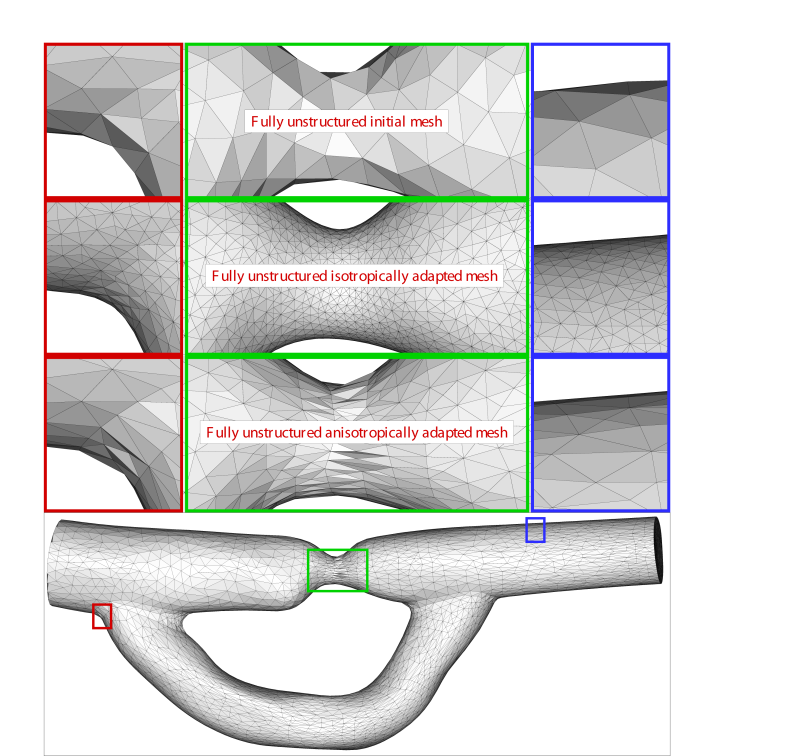 Fully unstructured initial mesh
Fully unstructured isotropically adapted mesh
Fully unstructured anisotropically adapted mesh